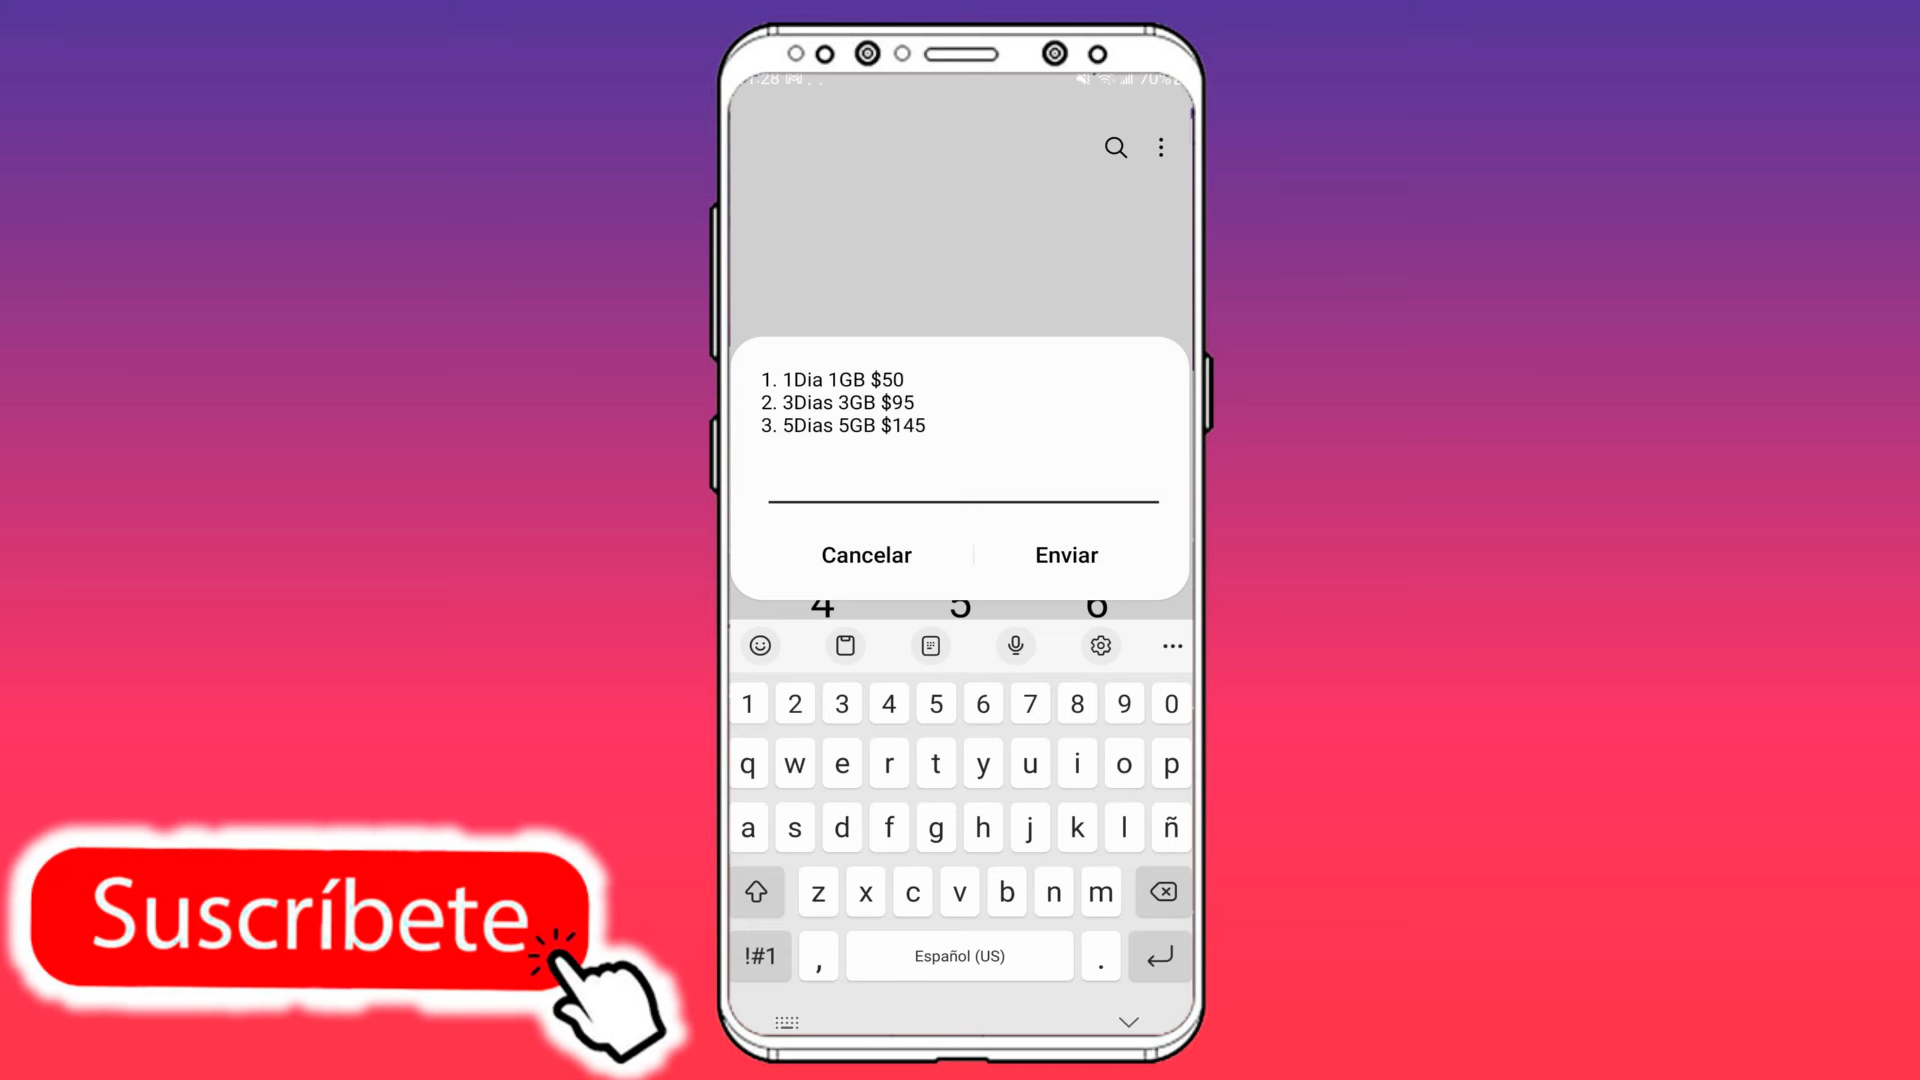 1. 1Dia 1GB $50
2. 3Dias 3GB $95
3. 5Dias 5GB $145
Cancelar Enviar
4 5 6
1 2 3 4 5 6 7 8 9 0
q w e r t y u i o p
a s d f g h j k l ñ
z x c v b n m
!#1 , Español (US) .
Suscríbete